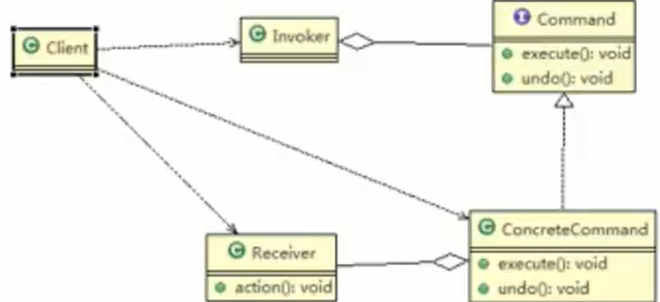 Client
Invoker
Command
execute(): void
undo(): void
Receiver
action(): void
ConcreteCommand
execute(): void
undo(): void